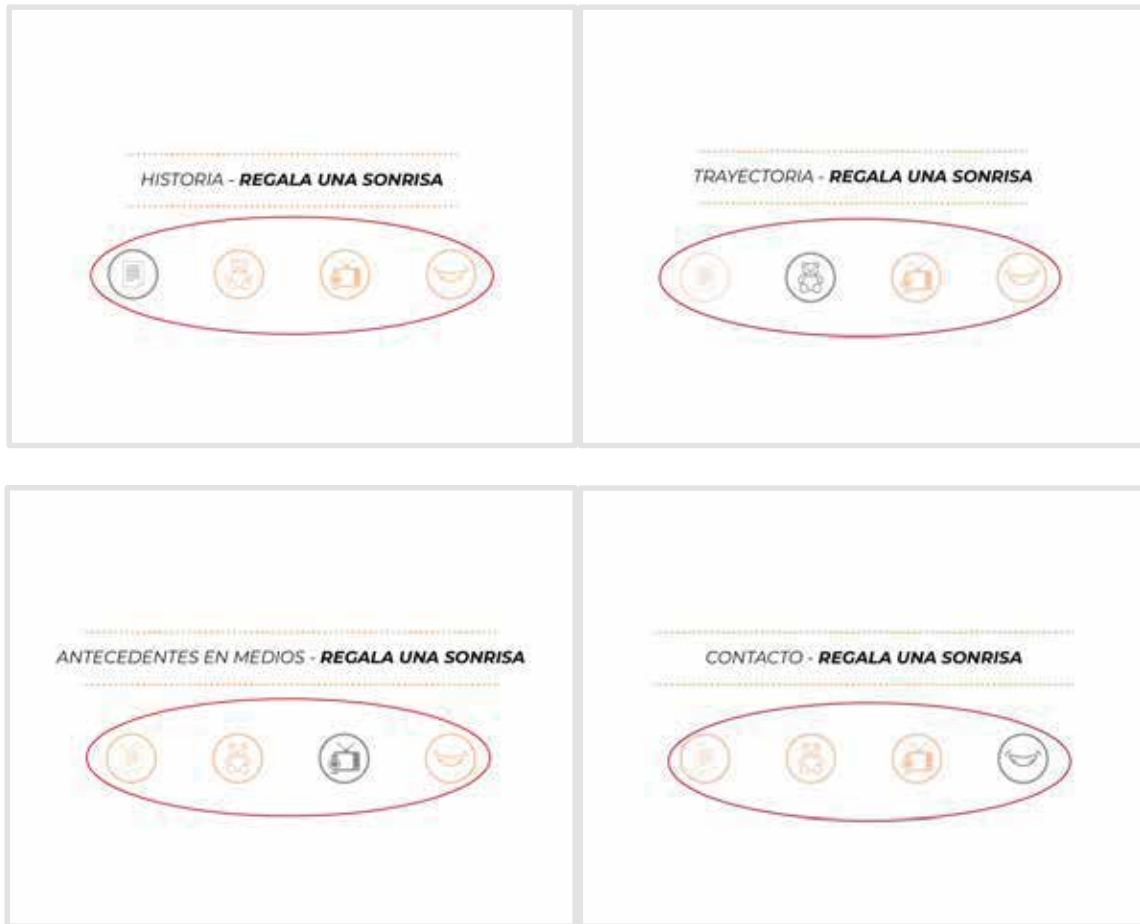 HISTORIA - REGALA UNA SONRISA
TRAYECTORIA - REGALA UNA SONRISA
ANTECEDENTES EN MEDIOS - REGALA UNA SONRISA
CONTACTO - REGALA UNA SONRISA